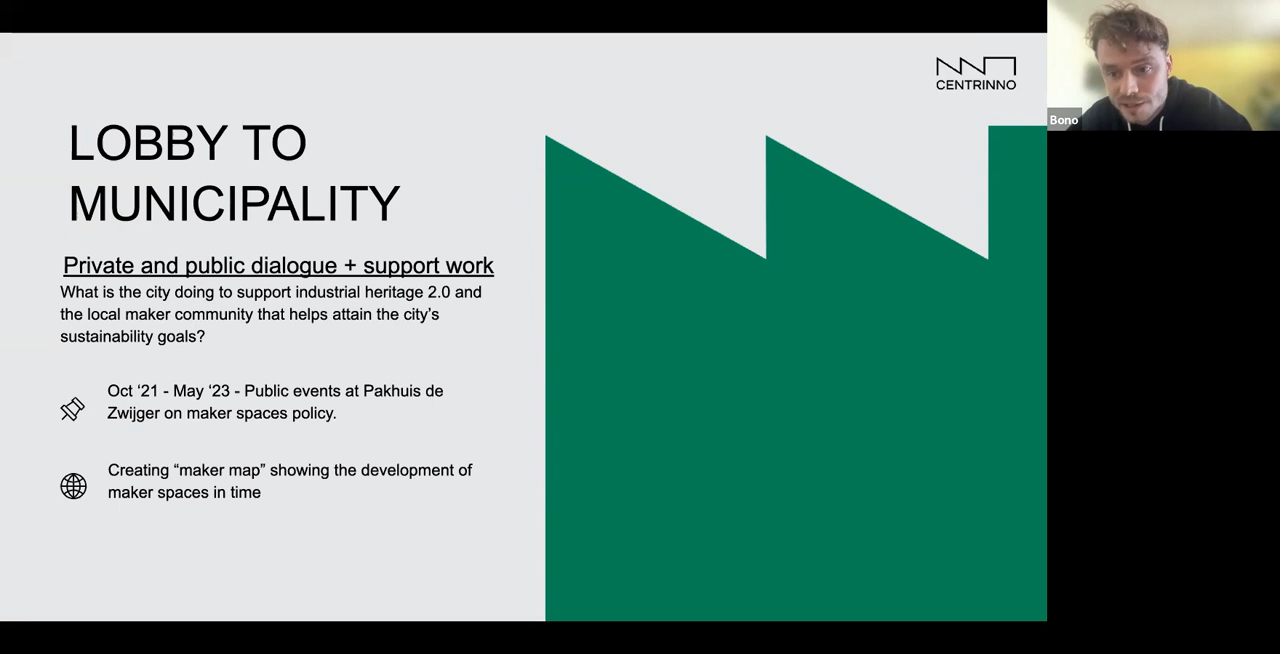 CENTRINNO
Bono
LOBBY TO
MUNICIPALITY
Private and public dialogue + support work
What is the city doing to support industrial heritage 2.0 and
the local maker community that helps attain the city’s
sustainability goals?
Oct ‘21 - May ‘23 - Public events at Pakhuis de
Zwijger on maker spaces policy.
Creating “maker map” showing the development of
maker spaces in time